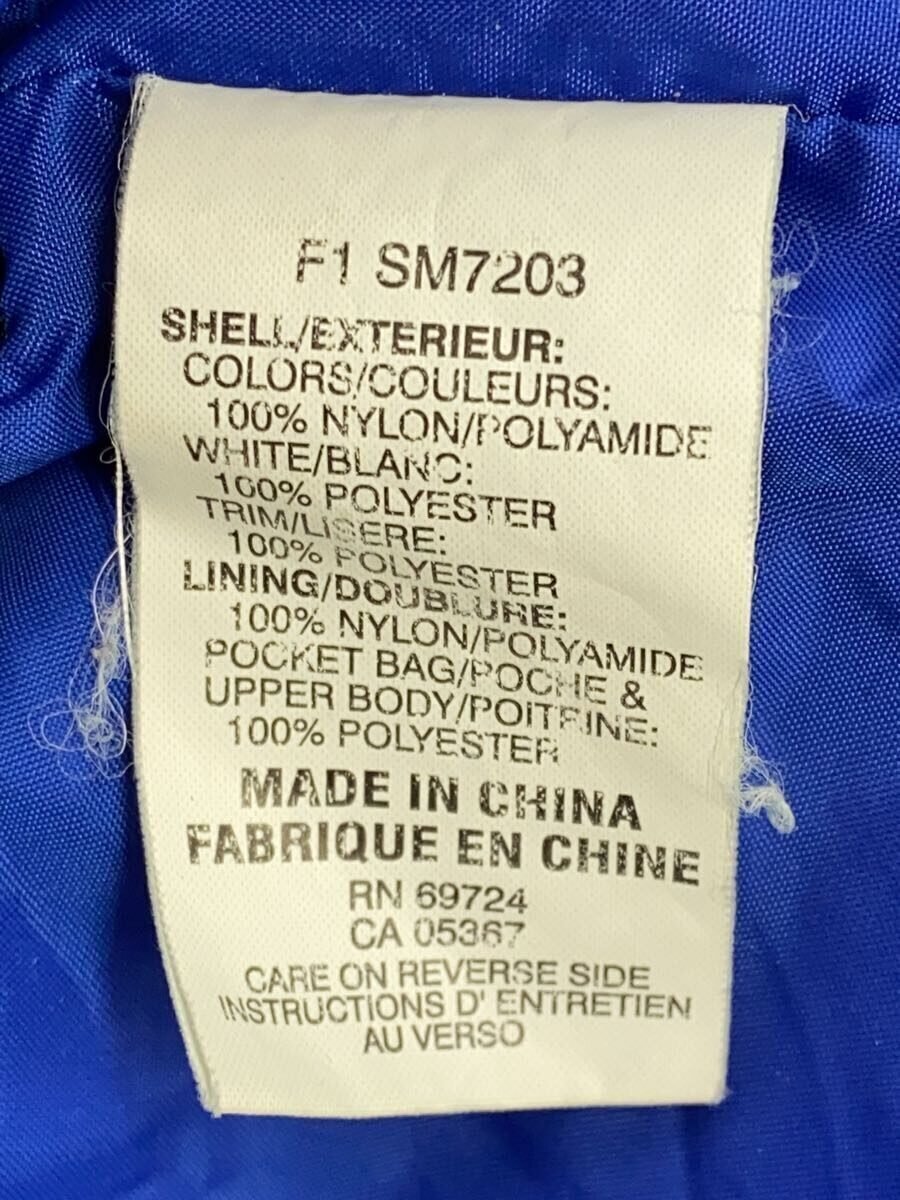 F1 SM7203
SHELL/EXTERIEUR:
COLORS/COULEURS:
100% NYLON/POLYAMIDE
WHITE/BLANC:
100% POLYESTER
TRIM/LISERE:
100% POLYESTER
LINING/DOUBLURE:
100% NYLON/POLYAMIDE
POCKET BAG/POCHE &
UPPER BODY/POITRINE:
100% POLYESTER
MADE IN CHINA
FABRIQUE EN CHINE
RN 69724
CA 05367
CARE ON REVERSE SIDE
INSTRUCTIONS D' ENTRETIEN
AU VERSO